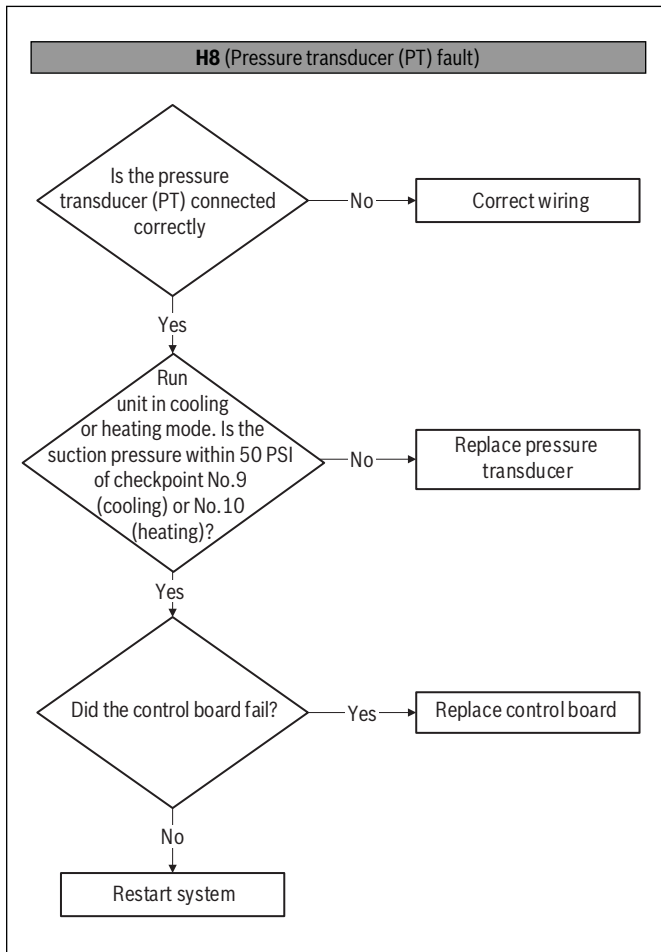 H8 (Pressure transducer (PT) fault)
Is the pressure
transducer (PT) connected
correctly
No
Correct wiring
Yes
Run
unit in cooling
or heating mode. Is the
suction pressure within 50 PSI
of checkpoint No.9
(cooling) or No.10
(heating)?
No
Replace pressure
transducer
Yes
Did the control board fail?
Yes
Replace control board
No
Restart system